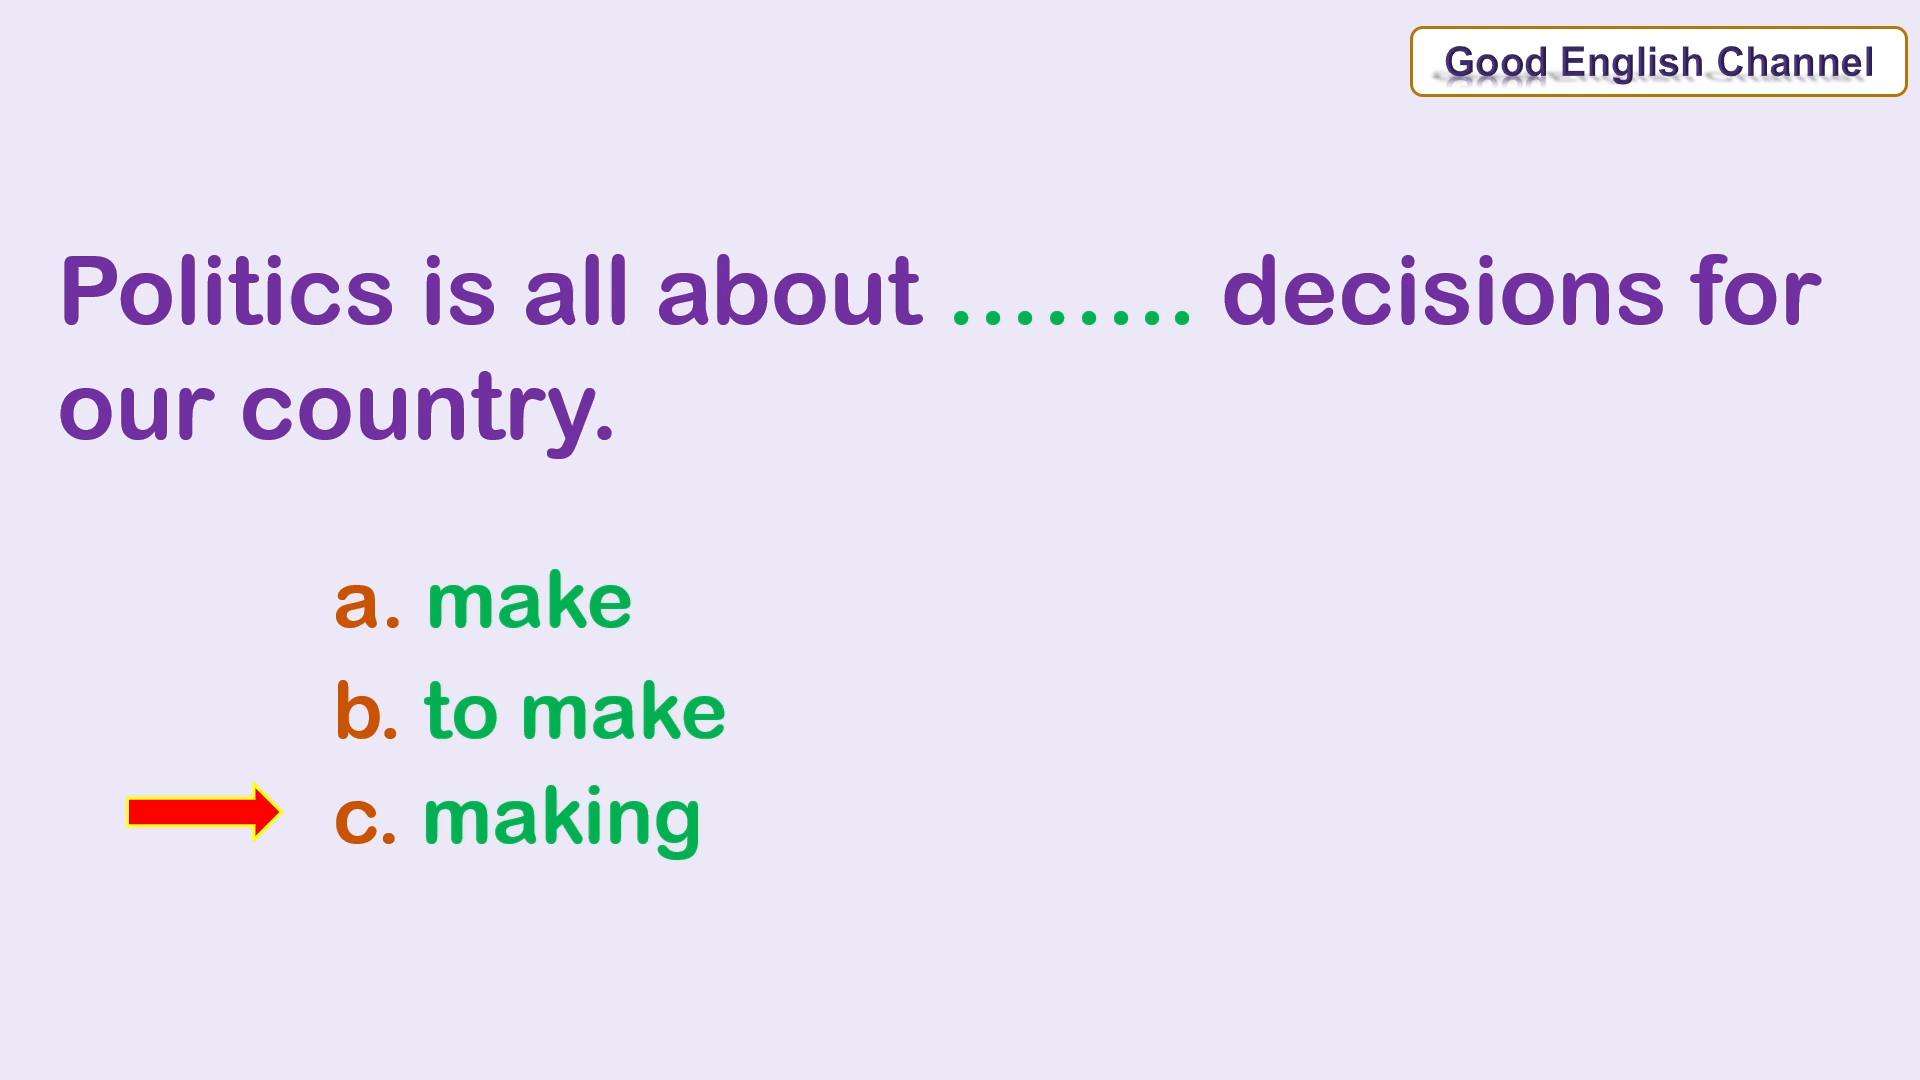 Good English Channel
Politics is all about ........ decisions for
our country.
a. make
b. to make
c. making